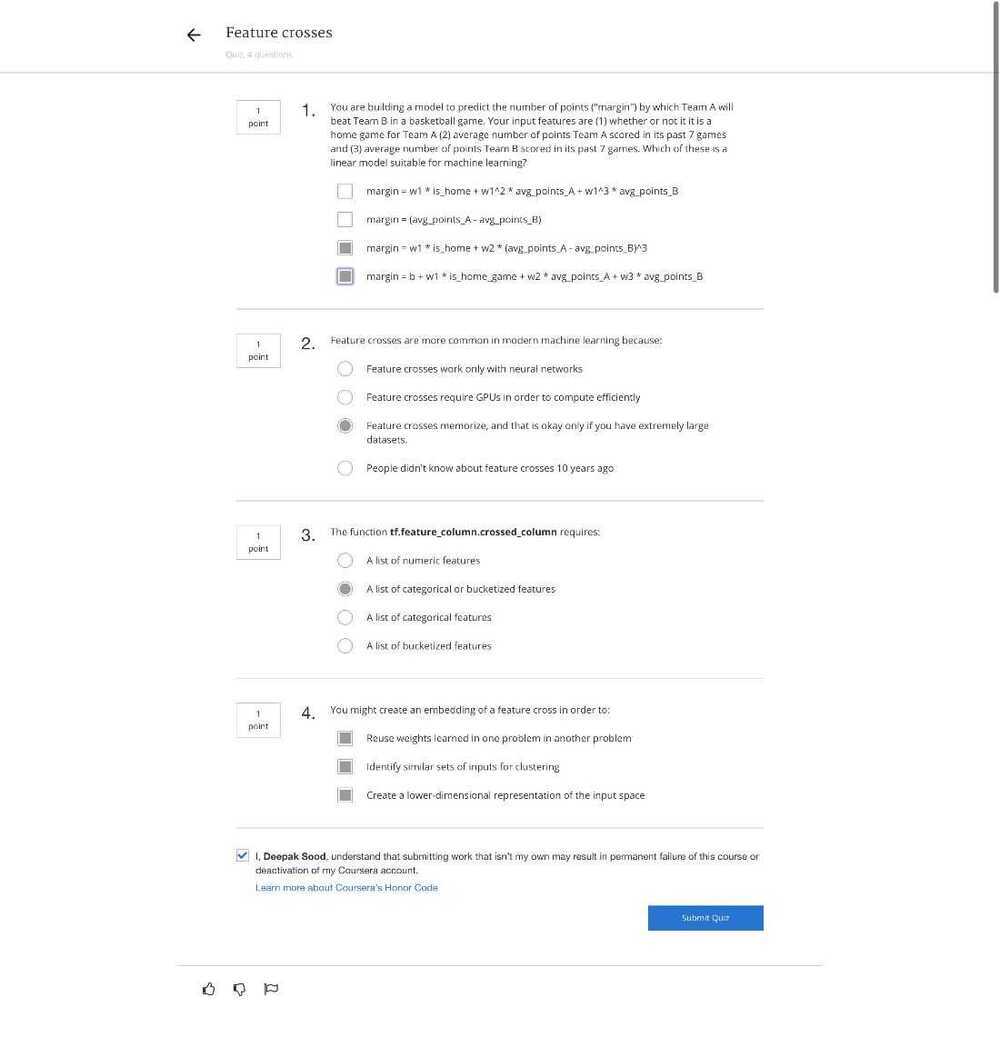 Feature crosses
Quiz, 4 questions
1
point
1.
You are building a model to predict the number of points ("margin") by which Team A will
beat Team B in a basketball game. Your input features are (1) whether or not it it is a
home game for Team A (2) average number of points Team A scored in its past 7 games
and (3) average number of points Team B scored in its past 7 games. Which of these is a
linear model suitable for machine learning?
margin = w1 * is_home + w1^2 * avg_points_A + w1^3 * avg_points_B
margin = (avg_points_A - avg_points_B)
margin = w1 * is_home + w2 * (avg_points_A - avg_points_B)^3
margin = b + w1 * is_home_game + w2 * avg_points_A + w3 * avg_points_B
1
point
2.
Feature crosses are more common in modern machine learning because:
Feature crosses work only with neural networks
Feature crosses require GPUs in order to compute efficiently
Feature crosses memorize, and that is okay only if you have extremely large
datasets.
People didn't know about feature crosses 10 years ago
1
point
3.
The function tf.feature_column.crossed_column requires:
A list of numeric features
A list of categorical or bucketized features
A list of categorical features
A list of bucketized features
1
point
4.
You might create an embedding of a feature cross in order to:
Reuse weights learned in one problem in another problem
Identify similar sets of inputs for clustering
Create a lower-dimensional representation of the input space
I, Deepak Sood, understand that submitting work that isn't my own may result in permanent failure of this course or
deactivation of my Coursera account.
Learn more about Coursera's Honor Code
Submit Quiz